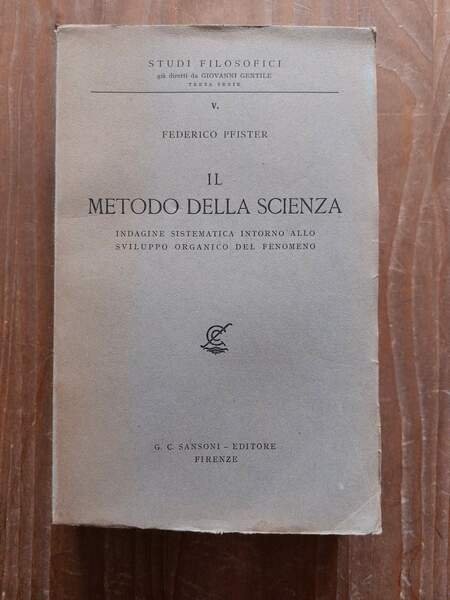 STUDI FILOSOFICI
già diretti da GIOVANNI GENTILE
TERZA SERIE
V.
FEDERICO PFISTER
IL
METODO DELLA SCIENZA
INDAGINE SISTEMATICA INTORNO ALLO
SVILUPPO ORGANICO DEL FENOMENO
G. C. SANSONI – EDITORE
FIRENZE